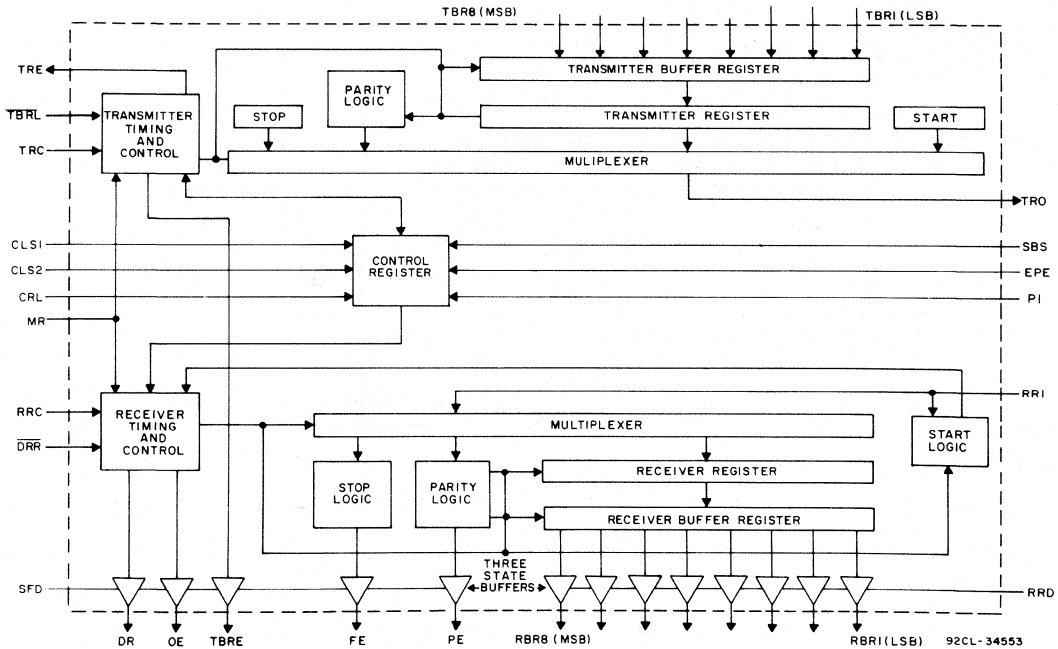 TBR8 (MSB)
TBR1 (LSB)
TRE
TRANSMITTER BUFFER REGISTER
PARITY
LOGIC
TBRL
TRANSMITTER
TIMING
AND
CONTROL
STOP
TRANSMITTER REGISTER
START
TRC
MULIPLEXER
TRO
CLS1
CONTROL
REGISTER
SBS
CLS2
EPE
CRL
PI
MR
RRI
RRC
RECEIVER
TIMING
AND
CONTROL
MULTIPLEXER
START
LOGIC
DRR
STOP
LOGIC
PARITY
LOGIC
RECEIVER REGISTER
RECEIVER BUFFER REGISTER
THREE
STATE
BUFFERS
SFD
RRD
DR
OE
TBRE
FE
PE
RBR8 (MSB)
RBR1 (LSB)
92CL-34553